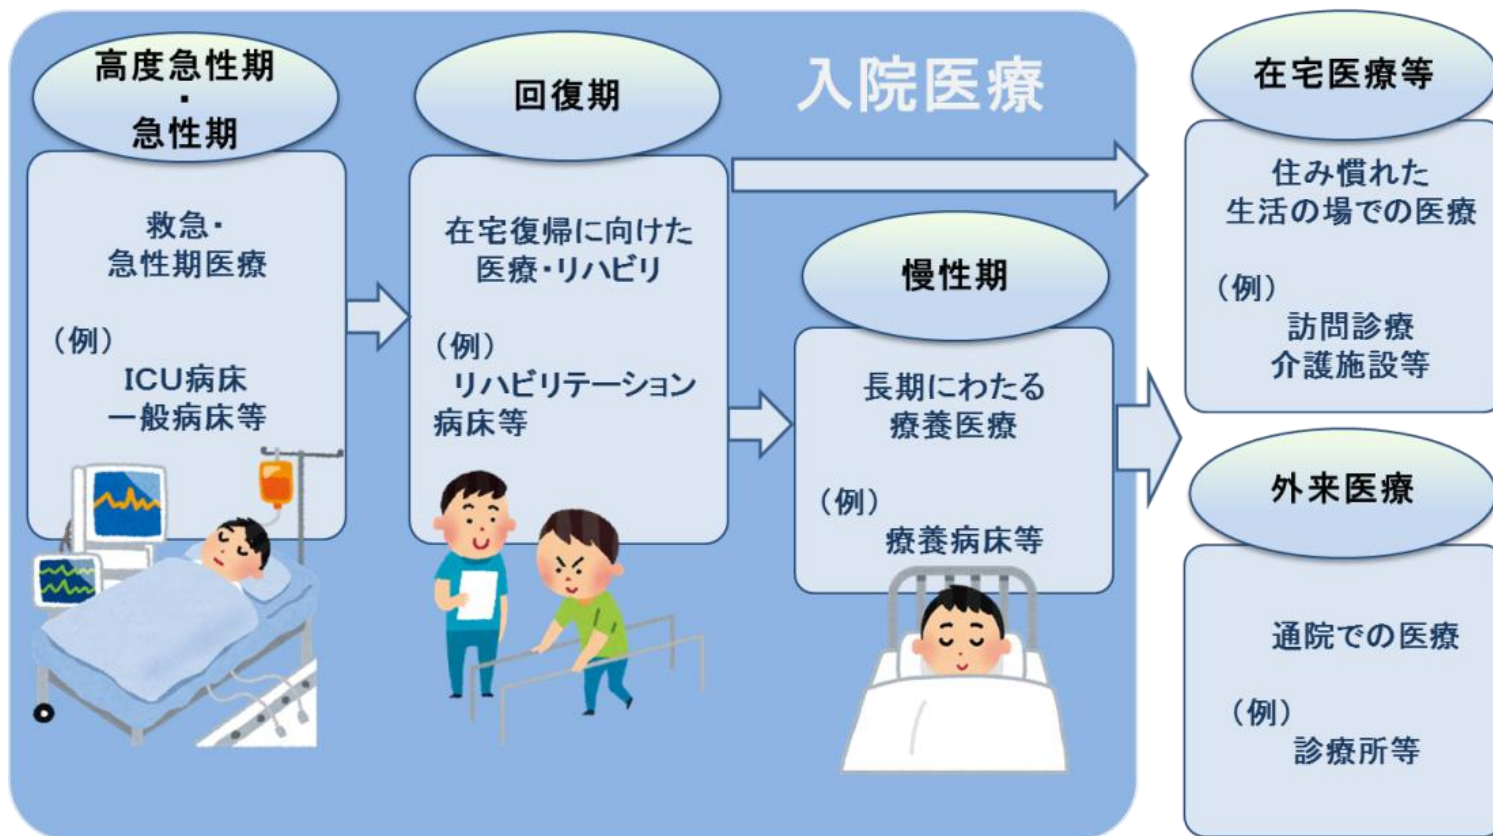 入院医療
高度急性期
・
急性期
救急・
急性期医療
（例）
ICU病床
一般病床等
回復期
在宅復帰に向けた
医療・リハビリ
（例）
リハビリテーション
病床等
慢性期
長期にわたる
療養医療
（例）
療養病床等
在宅医療等
住み慣れた
生活の場での医療
（例）
訪問診療
介護施設等
外来医療
通院での医療
（例）
診療所等